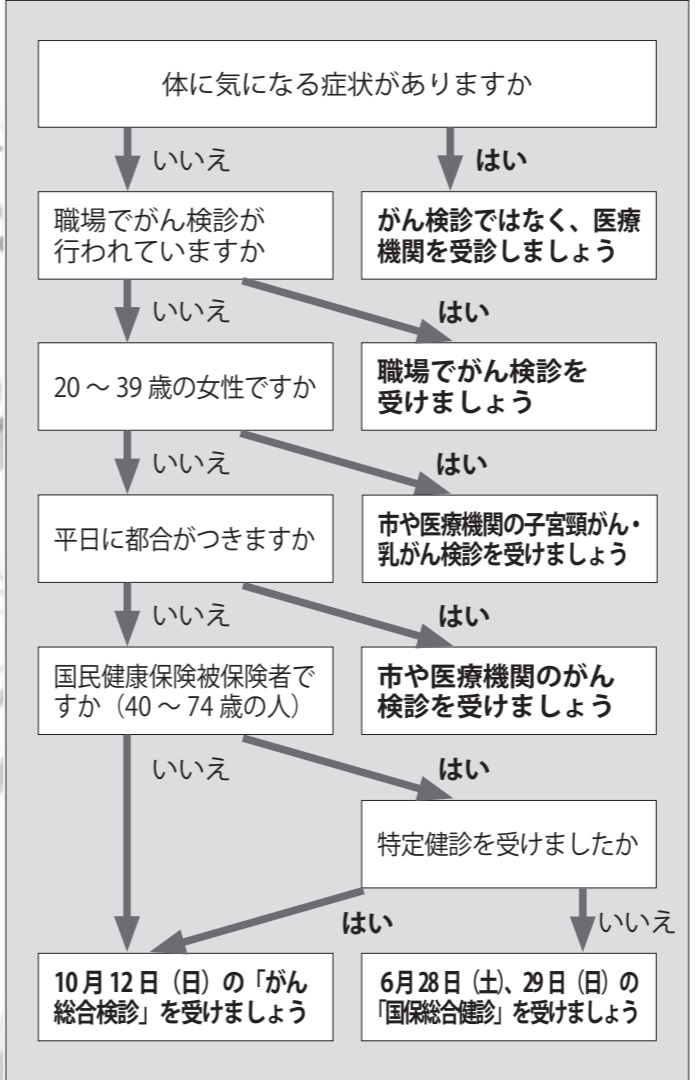 体に気になる症状がありますか
いいえ
はい
職場でがん検診が
行われていますか
がん検診ではなく、医療
機関を受診しましょう
いいえ
はい
20～39歳の女性ですか
職場でがん検診を
受けましょう
いいえ
はい
平日に都合がつきますか
市や医療機関の子宮頸がん・
乳がん検診を受けましょう
いいえ
はい
国民健康保険被保険者で
すか（40～74歳の人）
市や医療機関のがん
検診を受けましょう
いいえ
はい
特定健診を受けましたか
はい
いいえ
10月12日（日）の「がん
総合検診」を受けましょう
6月28日（土）、29日（日）の
「国保総合健診」を受けましょう